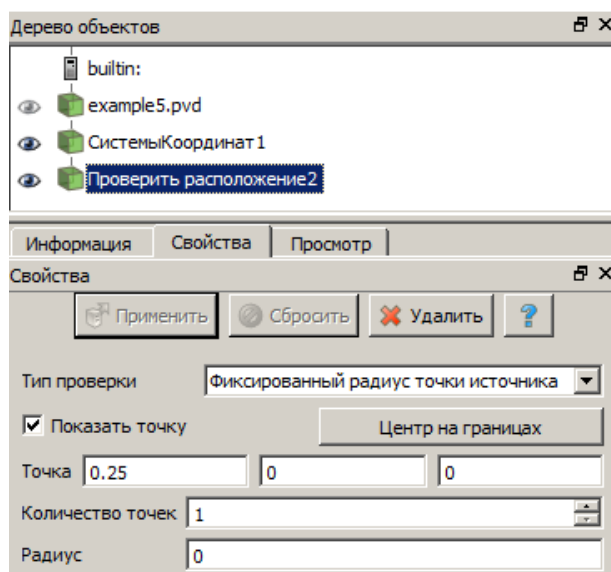 Дерево объектов
builtin:
example5.pvd
СистемыКоординат1
Проверить расположение2
Информация Свойства Просмотр
Свойства
Применить Сбросить Удалить ?
Тип проверки Фиксированный радиус точки источника
Показать точку Центр на границах
Точка 0.25 0 0
Количество точек 1
Радиус 0